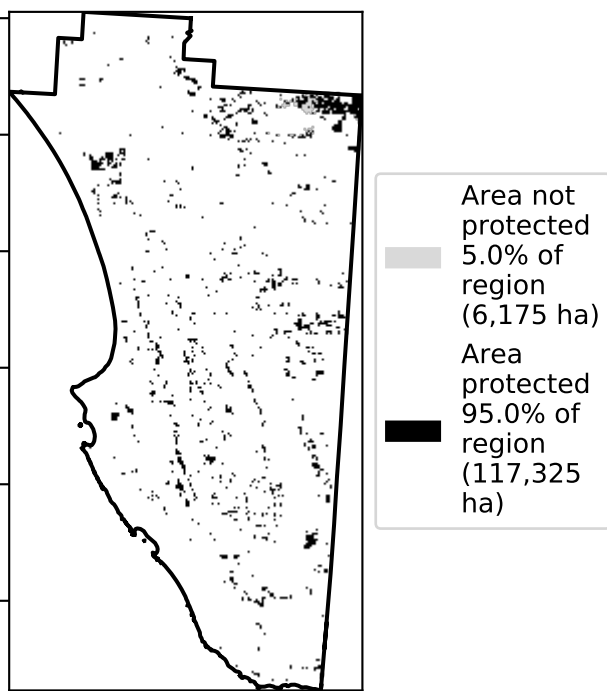 Area not
protected
5.0% of
region
(6,175 ha)
Area
protected
95.0% of
region
(117,325
ha)